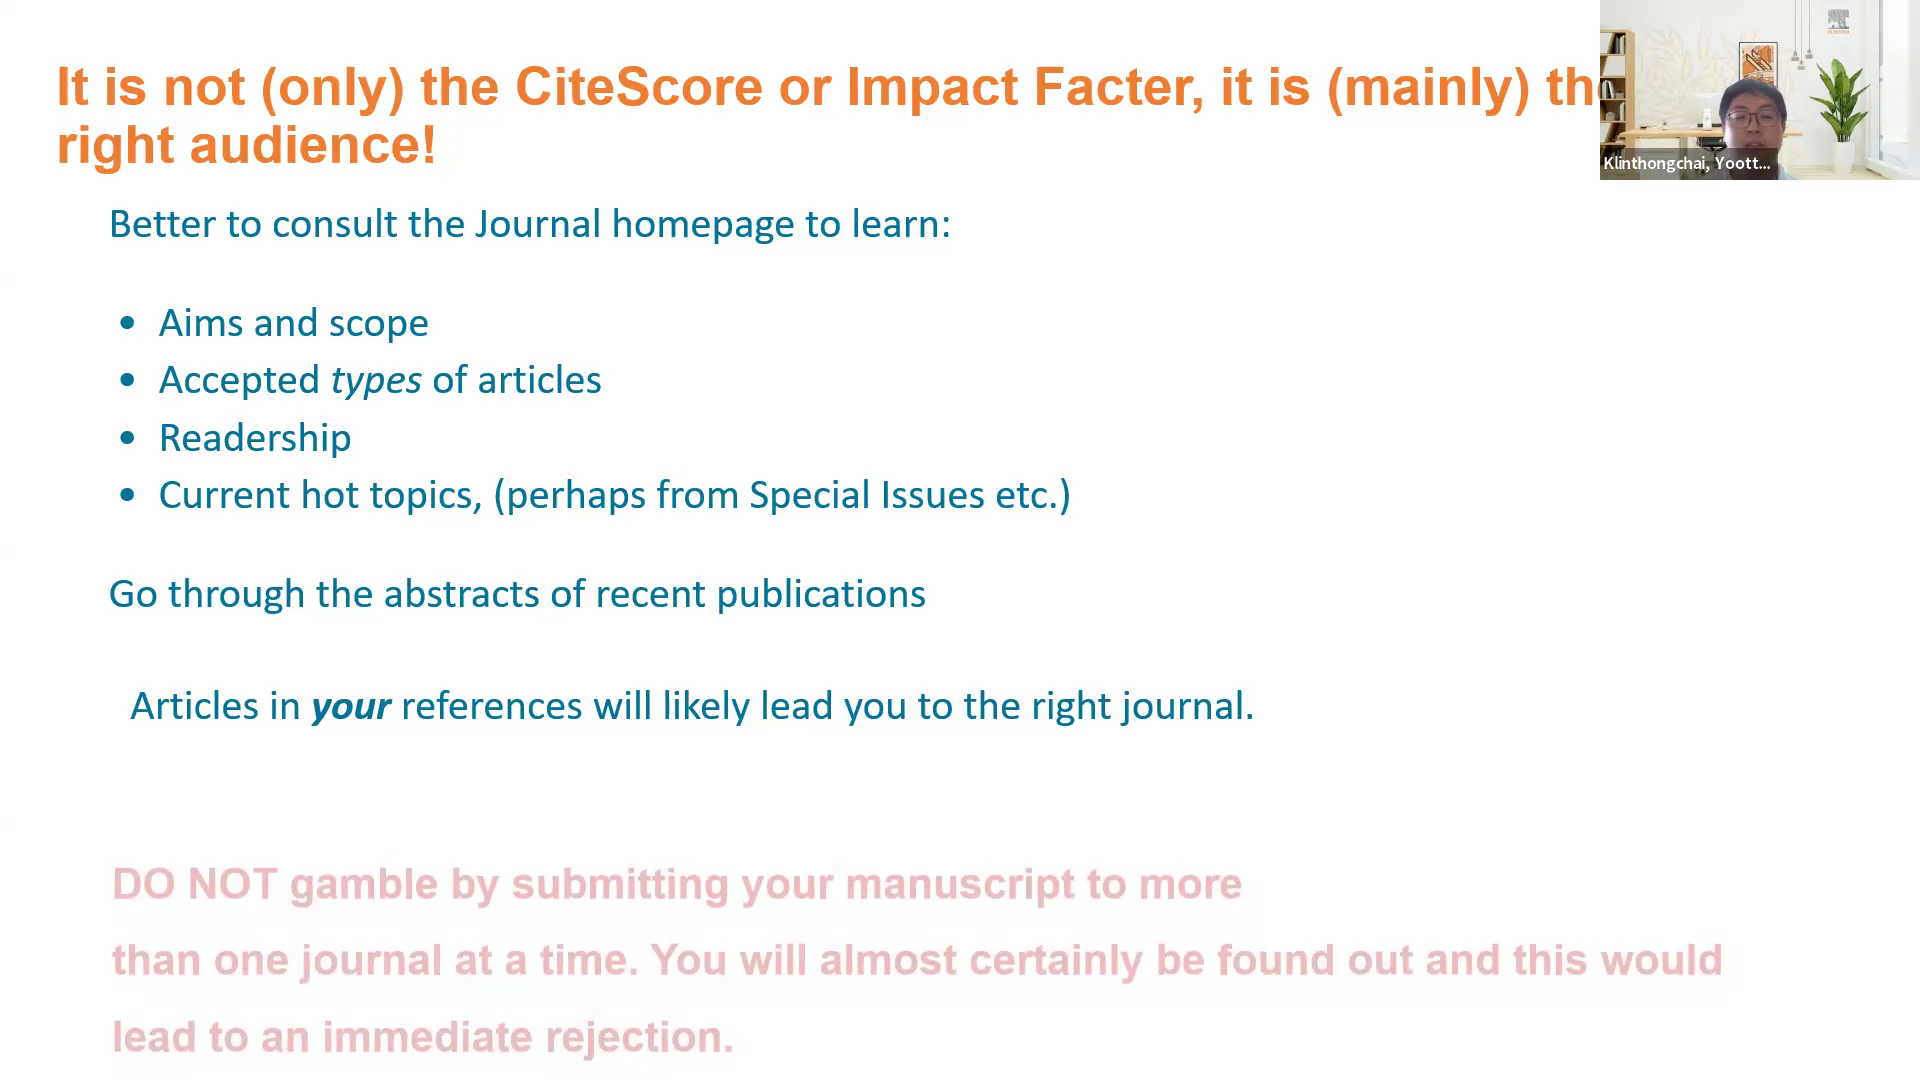 It is not (only) the CiteScore or Impact Facter, it is (mainly) the
right audience!
Klinthongchai, Yoott...
Better to consult the Journal homepage to learn:
• Aims and scope
• Accepted types of articles
• Readership
• Current hot topics, (perhaps from Special Issues etc.)
Go through the abstracts of recent publications
Articles in your references will likely lead you to the right journal.
DO NOT gamble by submitting your manuscript to more
than one journal at a time. You will almost certainly be found out and this would
lead to an immediate rejection.